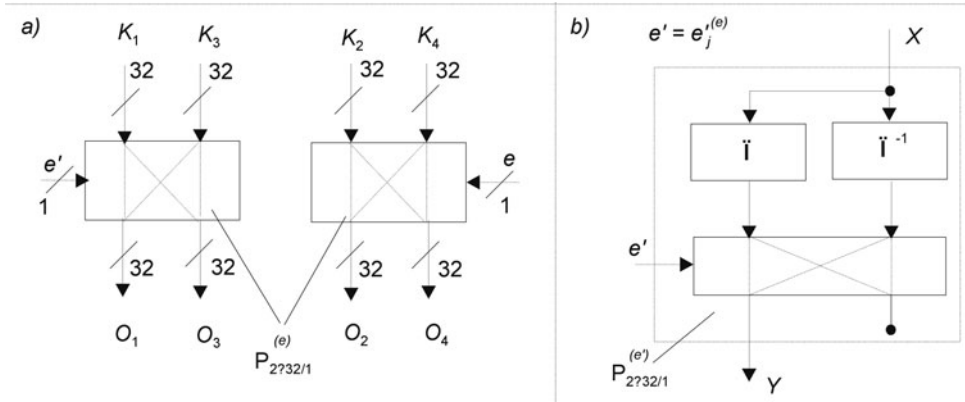 a)
K1 K3 K2 K4
32 32 32 32
e' e
1 1
32 32 32 32
O1 O3 O2 O4
(e)
P2?32/1
b)
e' = e'j(e)
X
Ï Ï -1
e'
(e')
P2?32/1
Y